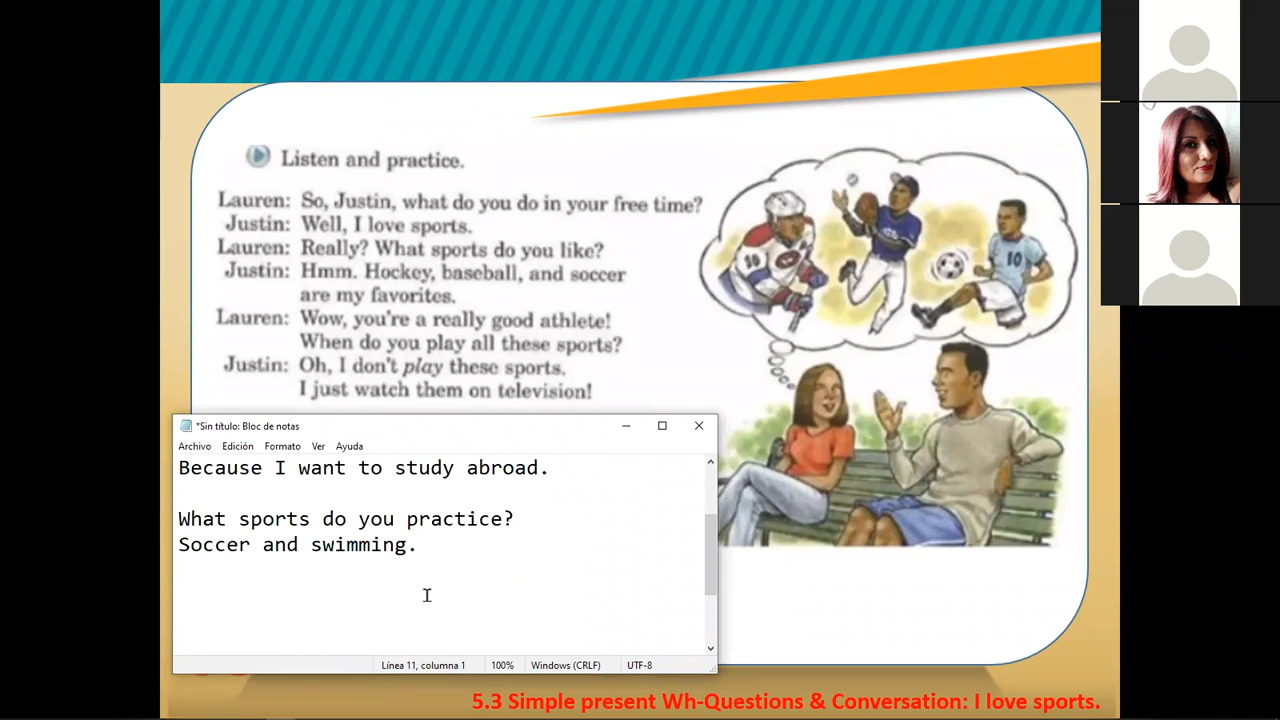 Listen and practice.
Lauren: So, Justin, what do you do in your free time?
Justin: Well, I love sports.
Lauren: Really? What sports do you like?
Justin: Hmm. Hockey, baseball, and soccer
are my favorites.
Lauren: Wow, you're a really good athlete!
When do you play all these sports?
Justin: Oh, I don't play these sports.
I just watch them on television!
10
10
*Sin título: Bloc de notas
Archivo Edición Formato Ver Ayuda
Because I want to study abroad.
What sports do you practice?
Soccer and swimming.
Línea 11, columna 1 100% Windows (CRLF) UTF-8
5.3 Simple present Wh-Questions & Conversation: I love sports.